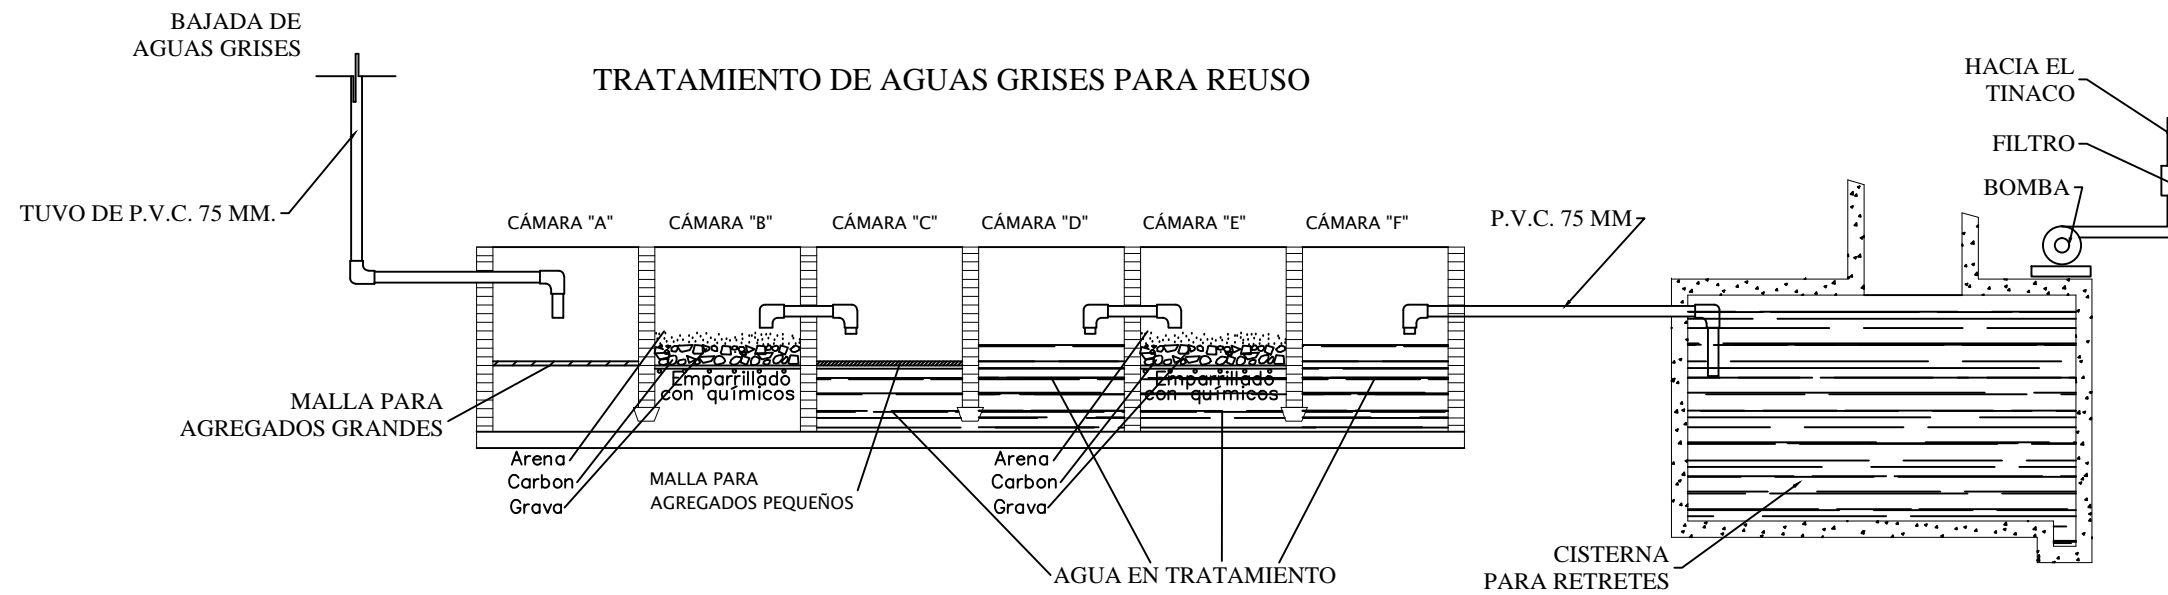 BAJADA DE
AGUAS GRISES
TRATAMIENTO DE AGUAS GRISES PARA REUSO
HACIA EL
TINACO
FILTRO
BOMBA
TUVO DE P.V.C. 75 MM.
CÁMARA "A"
CÁMARA "B"
CÁMARA "C"
CÁMARA "D"
CÁMARA "E"
CÁMARA "F"
P.V.C. 75 MM
Emparrillado
con químicos
Emparrillado
con químicos
MALLA PARA
AGREGADOS GRANDES
Arena
Carbon
Grava
MALLA PARA
AGREGADOS PEQUEÑOS
Arena
Carbon
Grava
AGUA EN TRATAMIENTO
CISTERNA
PARA RETRETES